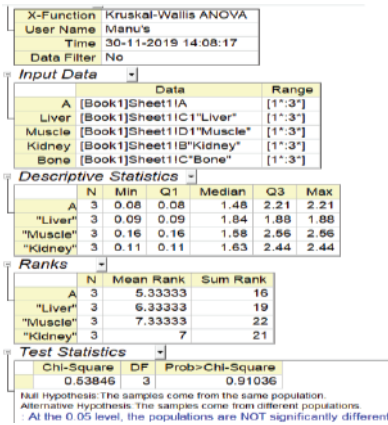 X-Function Kruskal-Wallis ANOVA
User Name Manu's
Time 30-11-2019 14:08:17
Data Filter No
Input Data
Data Range
A [Book1]Sheet1!A [1*:3*]
Liver [Book1]Sheet1!C1"Liver" [1*:3*]
Muscle [Book1]Sheet1!D1"Muscle" [1*:3*]
Kidney [Book1]Sheet1!B"Kidney" [1*:3*]
Bone [Book1]Sheet1!C"Bone" [1*:3*]
Descriptive Statistics
N Min Q1 Median Q3 Max
A 3 0.08 0.08 1.48 2.21 2.21
"Liver" 3 0.09 0.09 1.84 1.88 1.88
"Muscle" 3 0.16 0.16 1.58 2.56 2.56
"Kidney" 3 0.11 0.11 1.63 2.44 2.44
Ranks
N Mean Rank Sum Rank
A 3 5.33333 16
"Liver" 3 6.33333 19
"Muscle" 3 7.33333 22
"Kidney" 3 7 21
Test Statistics
Chi-Square DF Prob>Chi-Square
0.53846 3 0.91036
Null Hypothesis: The samples come from the same population.
Alternative Hypothesis: The samples come from different populations.
: At the 0.05 level, the populations are NOT significantly different